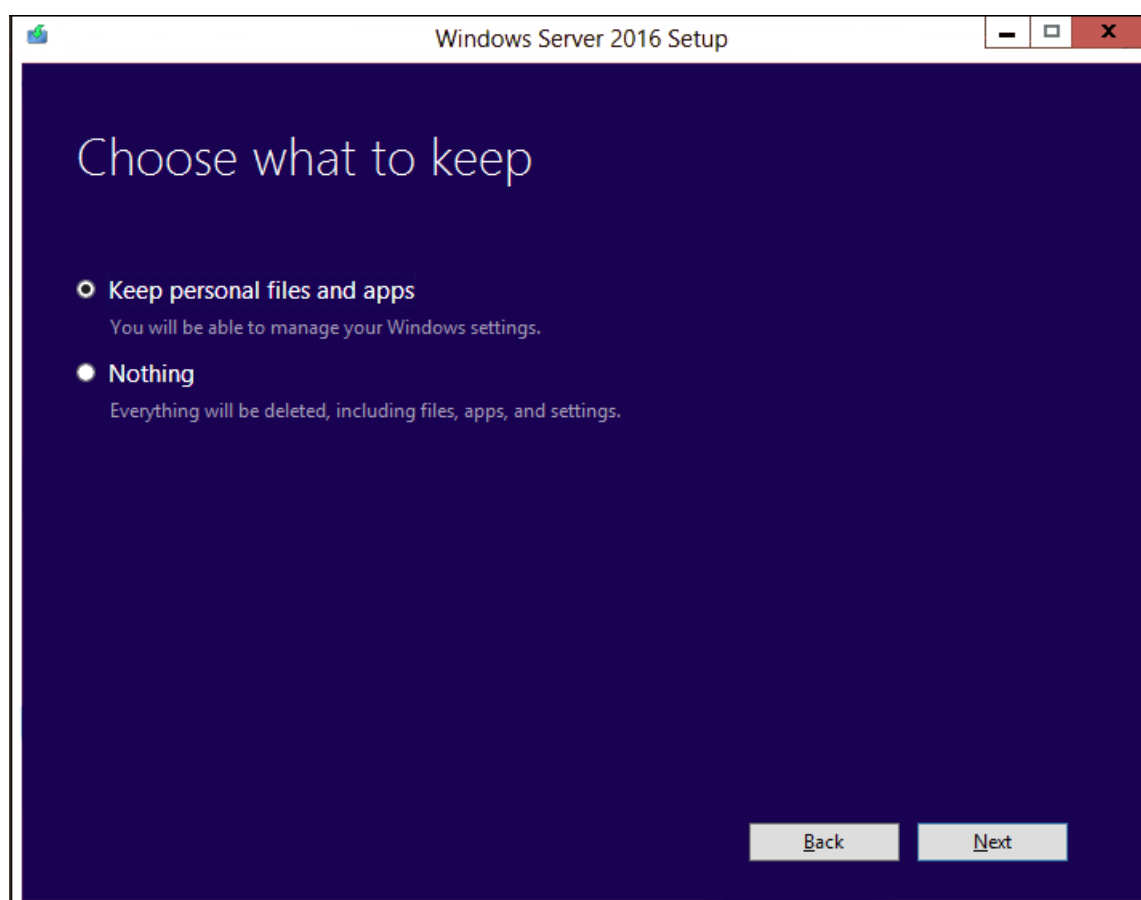 Windows Server 2016 Setup
Choose what to keep
Keep personal files and apps
You will be able to manage your Windows settings.
Nothing
Everything will be deleted, including files, apps, and settings.
Back
Next